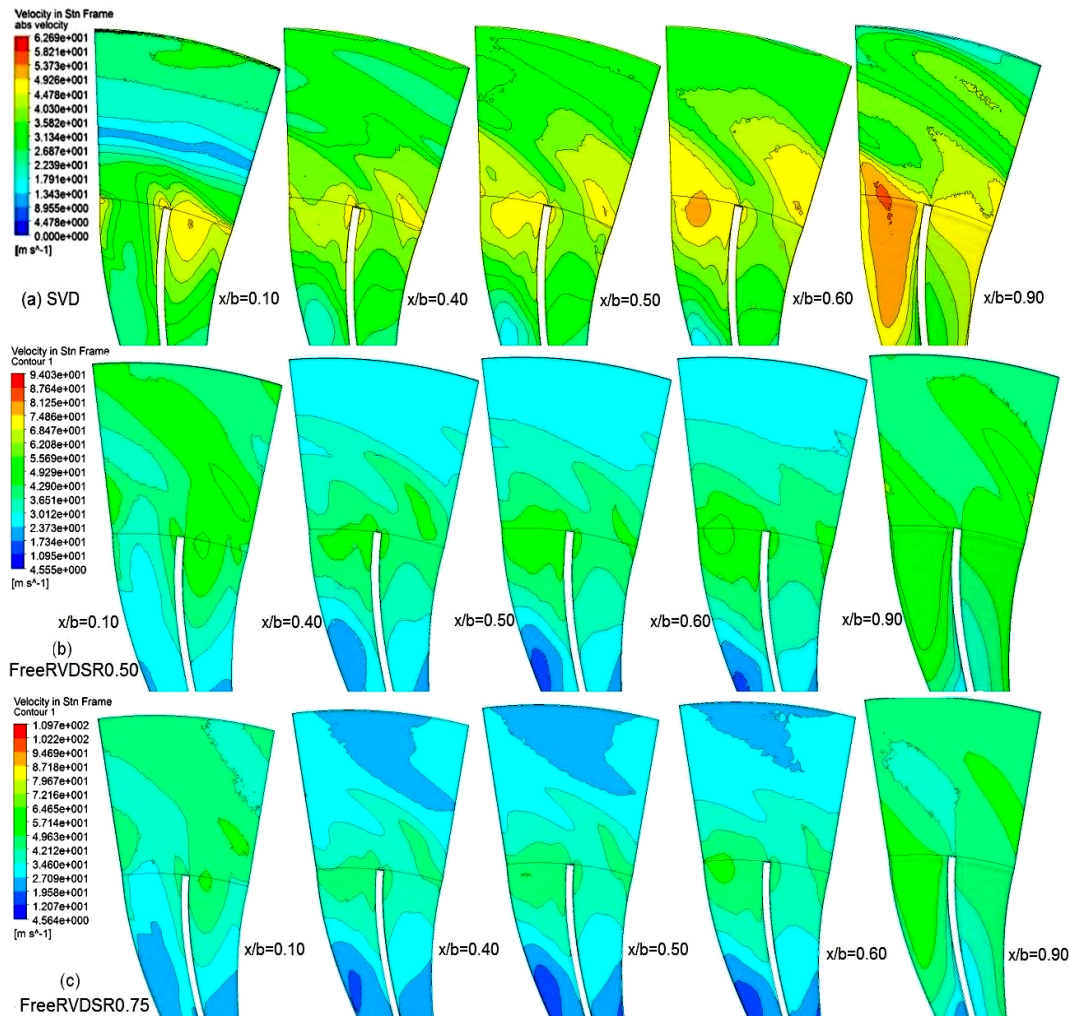 Velocity in Stn Frame
abs velocity
6.269e+001
5.821e+001
5.373e+001
4.926e+001
4.478e+001
4.030e+001
3.582e+001
3.134e+001
2.687e+001
2.239e+001
1.791e+001
1.343e+001
8.955e+000
4.478e+000
0.000e+000
[m s^-1]
(a) SVD
x/b=0.10
x/b=0.40
x/b=0.50
x/b=0.60
x/b=0.90
Velocity in Stn Frame
Contour 1
9.403e+001
8.764e+001
8.125e+001
7.486e+001
6.847e+001
6.208e+001
5.569e+001
4.929e+001
4.290e+001
3.651e+001
3.012e+001
2.373e+001
1.734e+001
1.095e+001
4.555e+000
[m s^-1]
x/b=0.10
x/b=0.40
x/b=0.50
x/b=0.60
x/b=0.90
(b)
FreeRVDSR0.50
Velocity in Stn Frame
Contour 1
1.097e+002
1.022e+002
9.469e+001
8.718e+001
7.967e+001
7.216e+001
6.465e+001
5.714e+001
4.963e+001
4.212e+001
3.460e+001
2.709e+001
1.958e+001
1.207e+001
4.564e+000
[m s^-1]
x/b=0.10
x/b=0.40
x/b=0.50
x/b=0.60
x/b=0.90
(c)
FreeRVDSR0.75